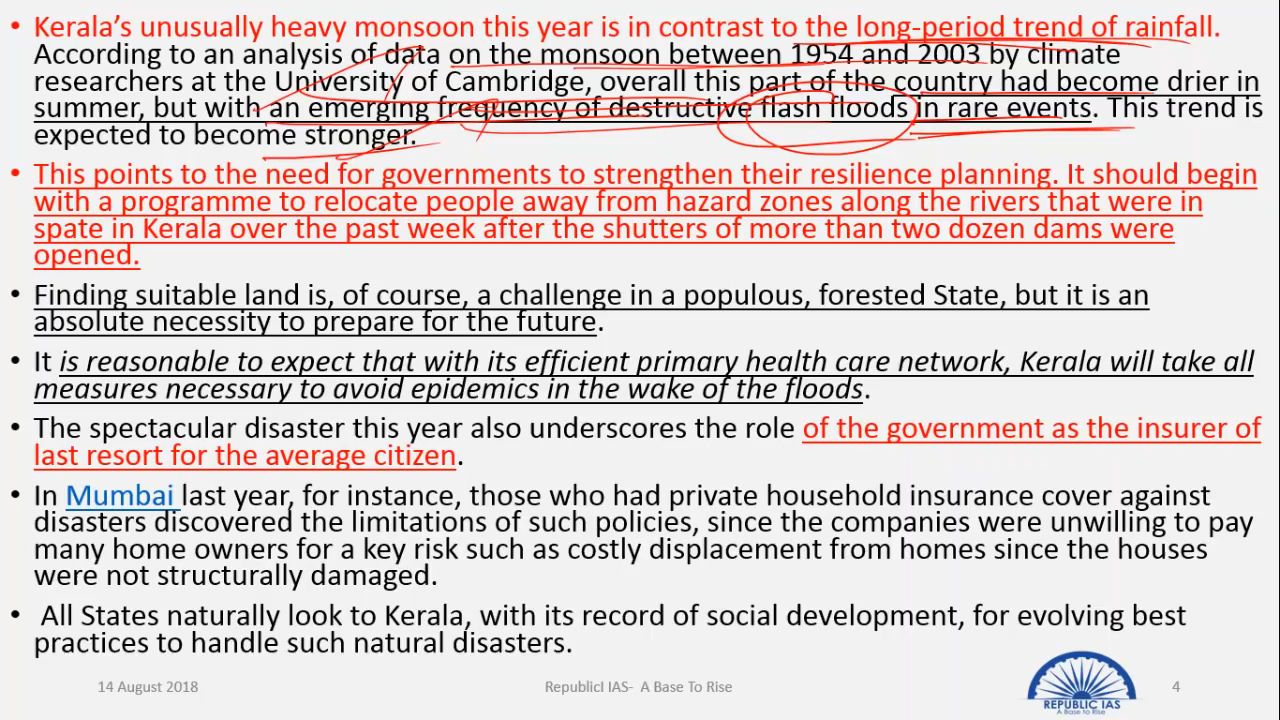 • Kerala's unusually heavy monsoon this year is in contrast to the long-period trend of rainfall.
According to an analysis of data on the monsoon between 1954 and 2003 by climate
researchers at the University of Cambridge, overall this part of the country had become drier in
summer, but with an emerging frequency of destructive flash floods in rare events. This trend is
expected to become stronger.
• This points to the need for governments to strengthen their resilience planning. It should begin
with a programme to relocate people away from hazard zones along the rivers that were in
spate in Kerala over the past week after the shutters of more than two dozen dams were
opened.
• Finding suitable land is, of course, a challenge in a populous, forested State, but it is an
absolute necessity to prepare for the future.
• It is reasonable to expect that with its efficient primary health care network, Kerala will take all
measures necessary to avoid epidemics in the wake of the floods.
• The spectacular disaster this year also underscores the role of the government as the insurer of
last resort for the average citizen.
• In Mumbai last year, for instance, those who had private household insurance cover against
disasters discovered the limitations of such policies, since the companies were unwilling to pay
many home owners for a key risk such as costly displacement from homes since the houses
were not structurally damaged.
• All States naturally look to Kerala, with its record of social development, for evolving best
practices to handle such natural disasters.
14 August 2018
RepublicI IAS- A Base To Rise
REPUBLIC IAS
A Base to Rise
4